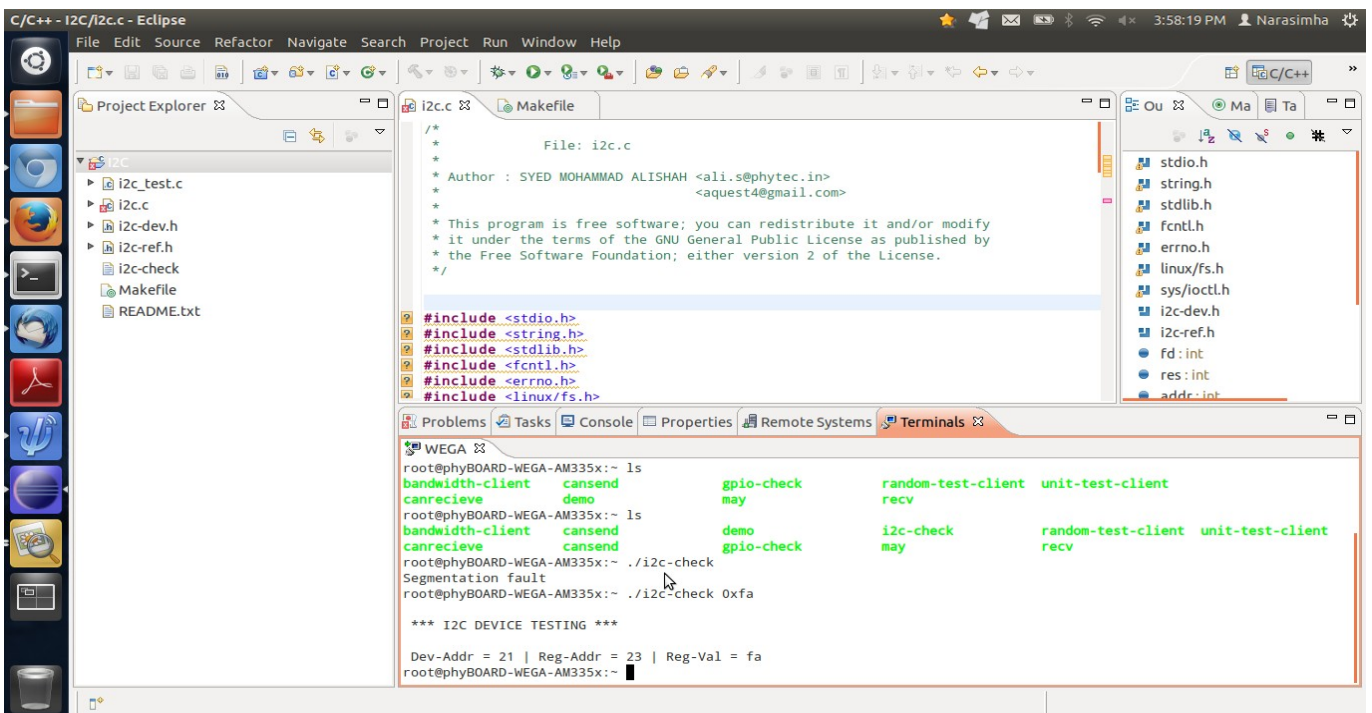 C/C++ - I2C/i2c.c - Eclipse
3:58:19 PM Narasimha
File Edit Source Refactor Navigate Search Project Run Window Help
C/C++
»
Project Explorer
I2C
i2c_test.c
i2c.c
i2c-dev.h
i2c-ref.h
i2c-check
Makefile
README.txt
i2c.c Makefile
/*
* File: i2c.c
*
* Author : SYED MOHAMMAD ALISHAH <ali.s@phytec.in>
* <aquest4@gmail.com>
*
* This program is free software; you can redistribute it and/or modify
* it under the terms of the GNU General Public License as published by
* the Free Software Foundation; either version 2 of the License.
*/
#include <stdio.h>
#include <string.h>
#include <stdlib.h>
#include <fcntl.h>
#include <errno.h>
#include <linux/fs.h>
Ou Ma Ta
stdio.h
string.h
stdlib.h
fcntl.h
errno.h
linux/fs.h
sys/ioctl.h
i2c-dev.h
i2c-ref.h
fd : int
res : int
addr : int
Problems Tasks Console Properties Remote Systems Terminals
WEGA
root@phyBOARD-WEGA-AM335x:~ ls
bandwidth-client cansend gpio-check random-test-client unit-test-client
canrecieve demo may recv
root@phyBOARD-WEGA-AM335x:~ ls
bandwidth-client cansend demo i2c-check random-test-client unit-test-client
canrecieve cansend gpio-check may recv
root@phyBOARD-WEGA-AM335x:~ ./i2c-check
Segmentation fault
root@phyBOARD-WEGA-AM335x:~ ./i2c-check 0xfa
*** I2C DEVICE TESTING ***
Dev-Addr = 21 | Reg-Addr = 23 | Reg-Val = fa
root@phyBOARD-WEGA-AM335x:~